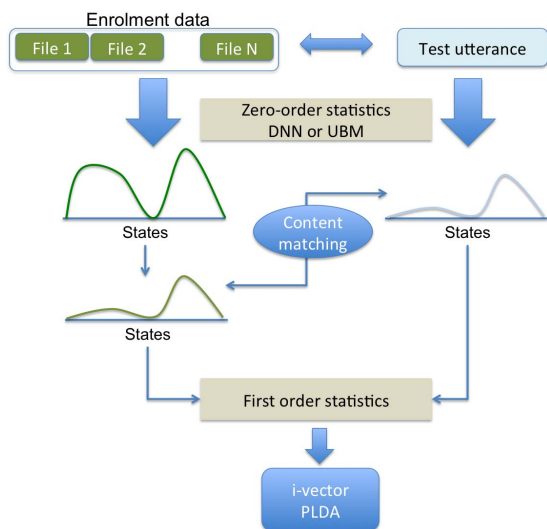 Enrolment data
File 1
File 2
File N
Test utterance
Zero-order statistics
DNN or UBM
States
Content
matching
States
States
First order statistics
i-vector
PLDA